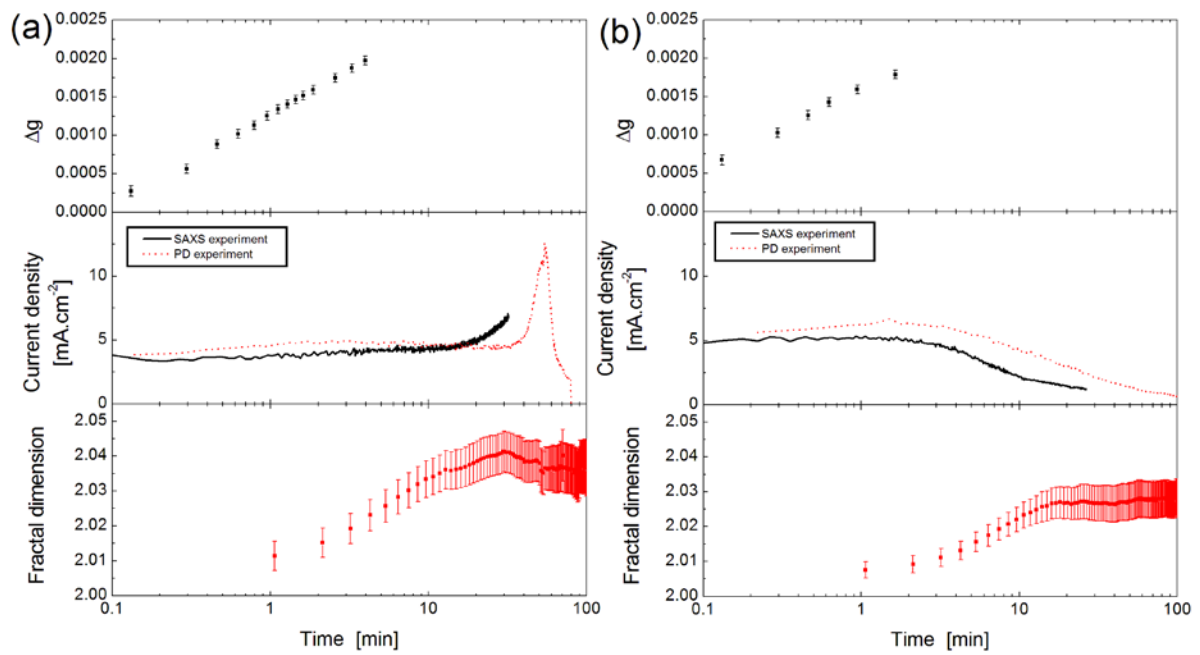 (a)
Δg
0.0025
0.0020
0.0015
0.0010
0.0005
0.0000
Current density
[mA.cm-2]
10
5
0
SAXS experiment
PD experiment
Fractal dimension
2.05
2.04
2.03
2.02
2.01
2.00
0.1 1 10 100
Time [min]
(b)
Δg
0.0025
0.0020
0.0015
0.0010
0.0005
0.0000
Current density
[mA.cm-2]
10
5
0
SAXS experiment
PD experiment
Fractal dimension
2.05
2.04
2.03
2.02
2.01
2.00
0.1 1 10 100
Time [min]